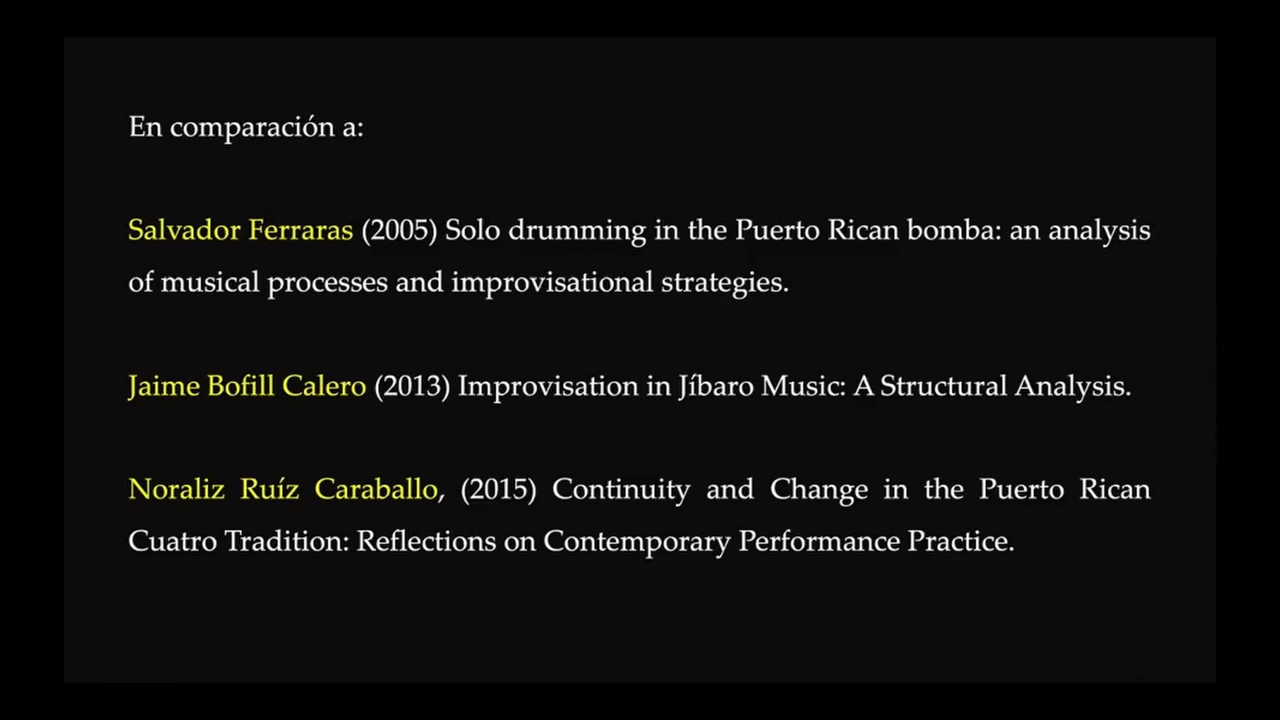 En comparación a:
Salvador Ferraras (2005) Solo drumming in the Puerto Rican bomba: an analysis
of musical processes and improvisational strategies.
Jaime Bofill Calero (2013) Improvisation in Jíbaro Music: A Structural Analysis.
Noraliz Ruíz Caraballo, (2015) Continuity and Change in the Puerto Rican
Cuatro Tradition: Reflections on Contemporary Performance Practice.